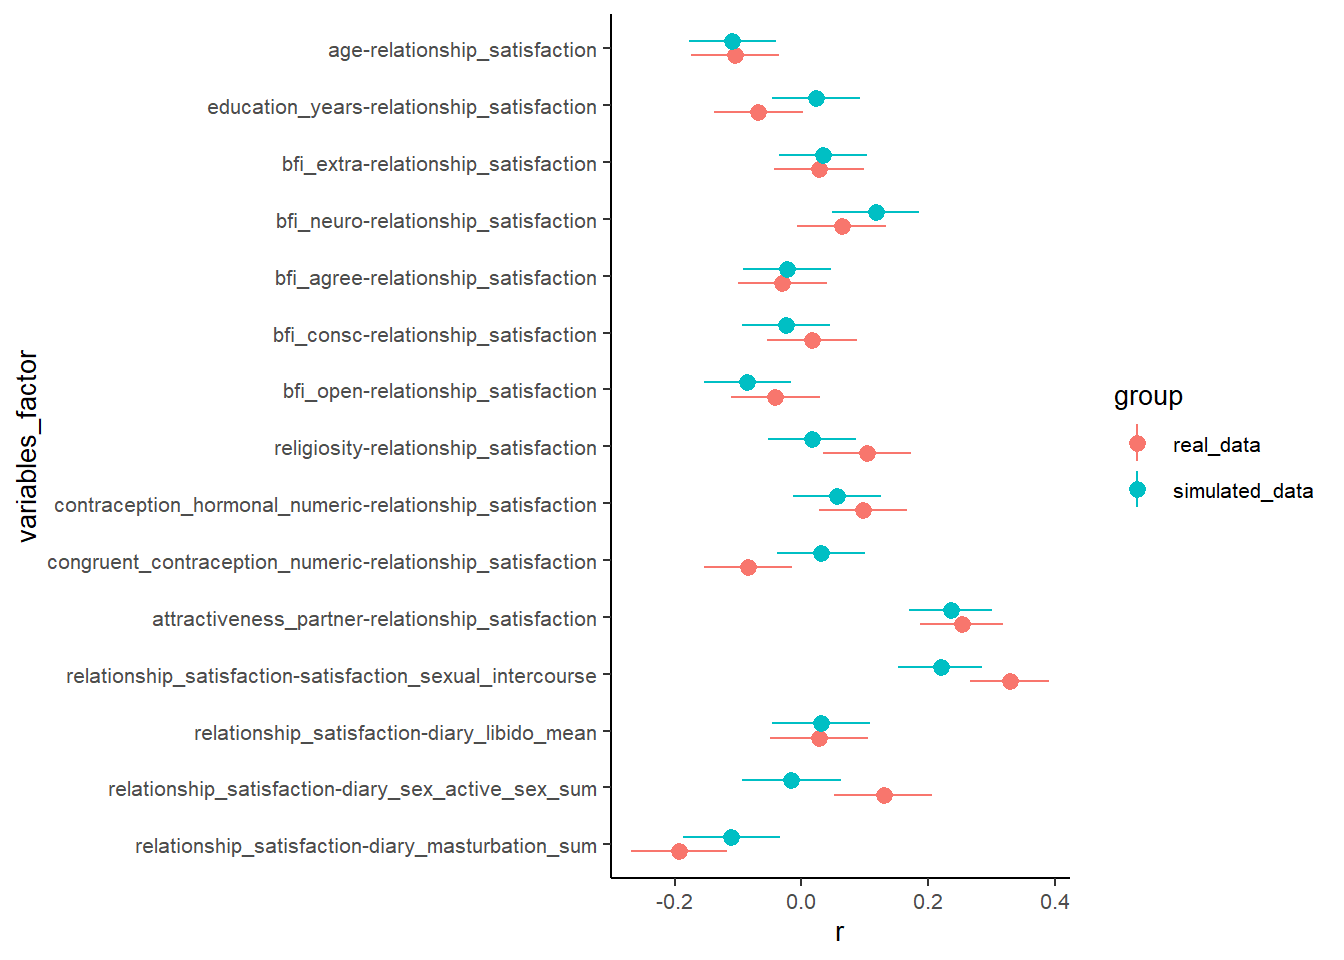 age-relationship_satisfaction
education_years-relationship_satisfaction
bfi_extra-relationship_satisfaction
bfi_neuro-relationship_satisfaction
bfi_agree-relationship_satisfaction
bfi_consc-relationship_satisfaction
bfi_open-relationship_satisfaction
religiosity-relationship_satisfaction
contraception_hormonal_numeric-relationship_satisfaction
congruent_contraception_numeric-relationship_satisfaction
attractiveness_partner-relationship_satisfaction
relationship_satisfaction-satisfaction_sexual_intercourse
relationship_satisfaction-diary_libido_mean
relationship_satisfaction-diary_sex_active_sex_sum
relationship_satisfaction-diary_masturbation_sum
variables_factor
-0.2 0.0 0.2 0.4
r
group
real_data
simulated_data